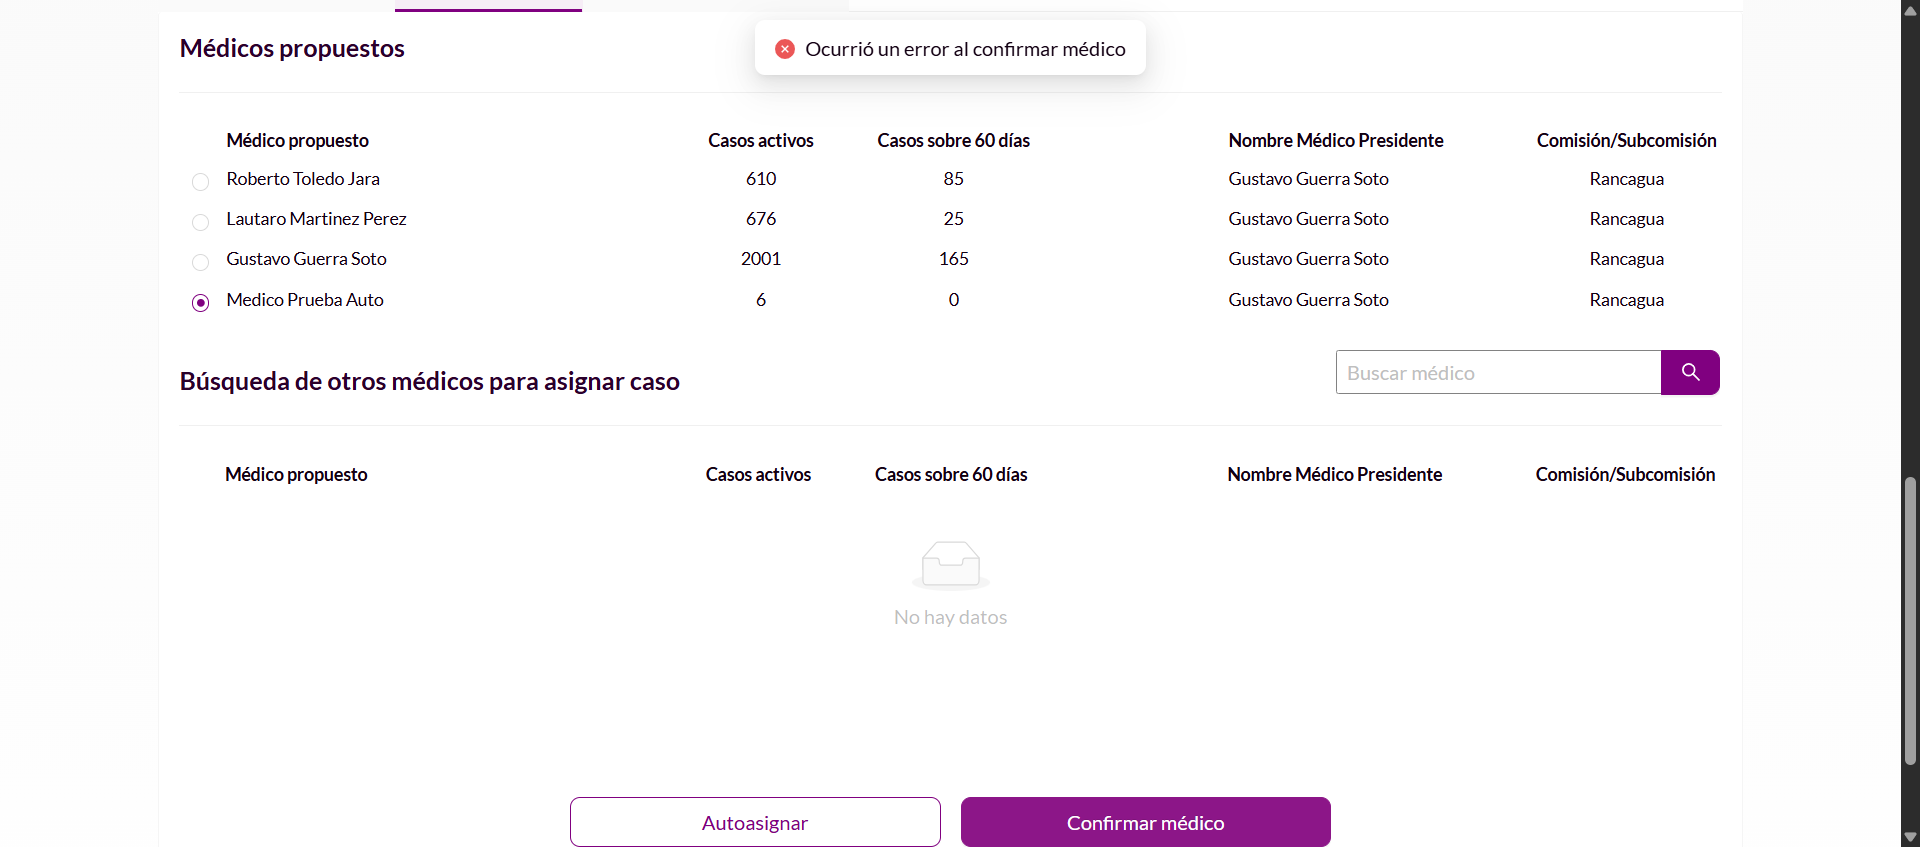 Médicos propuestos
Ocurrió un error al confirmar médico
Médico propuesto Casos activos Casos sobre 60 días Nombre Médico Presidente Comisión/Subcomisión
Roberto Toledo Jara 610 85 Gustavo Guerra Soto Rancagua
Lautaro Martinez Perez 676 25 Gustavo Guerra Soto Rancagua
Gustavo Guerra Soto 2001 165 Gustavo Guerra Soto Rancagua
Medico Prueba Auto 6 0 Gustavo Guerra Soto Rancagua
Búsqueda de otros médicos para asignar caso
Buscar médico
Médico propuesto Casos activos Casos sobre 60 días Nombre Médico Presidente Comisión/Subcomisión
No hay datos
Autoasignar Confirmar médico